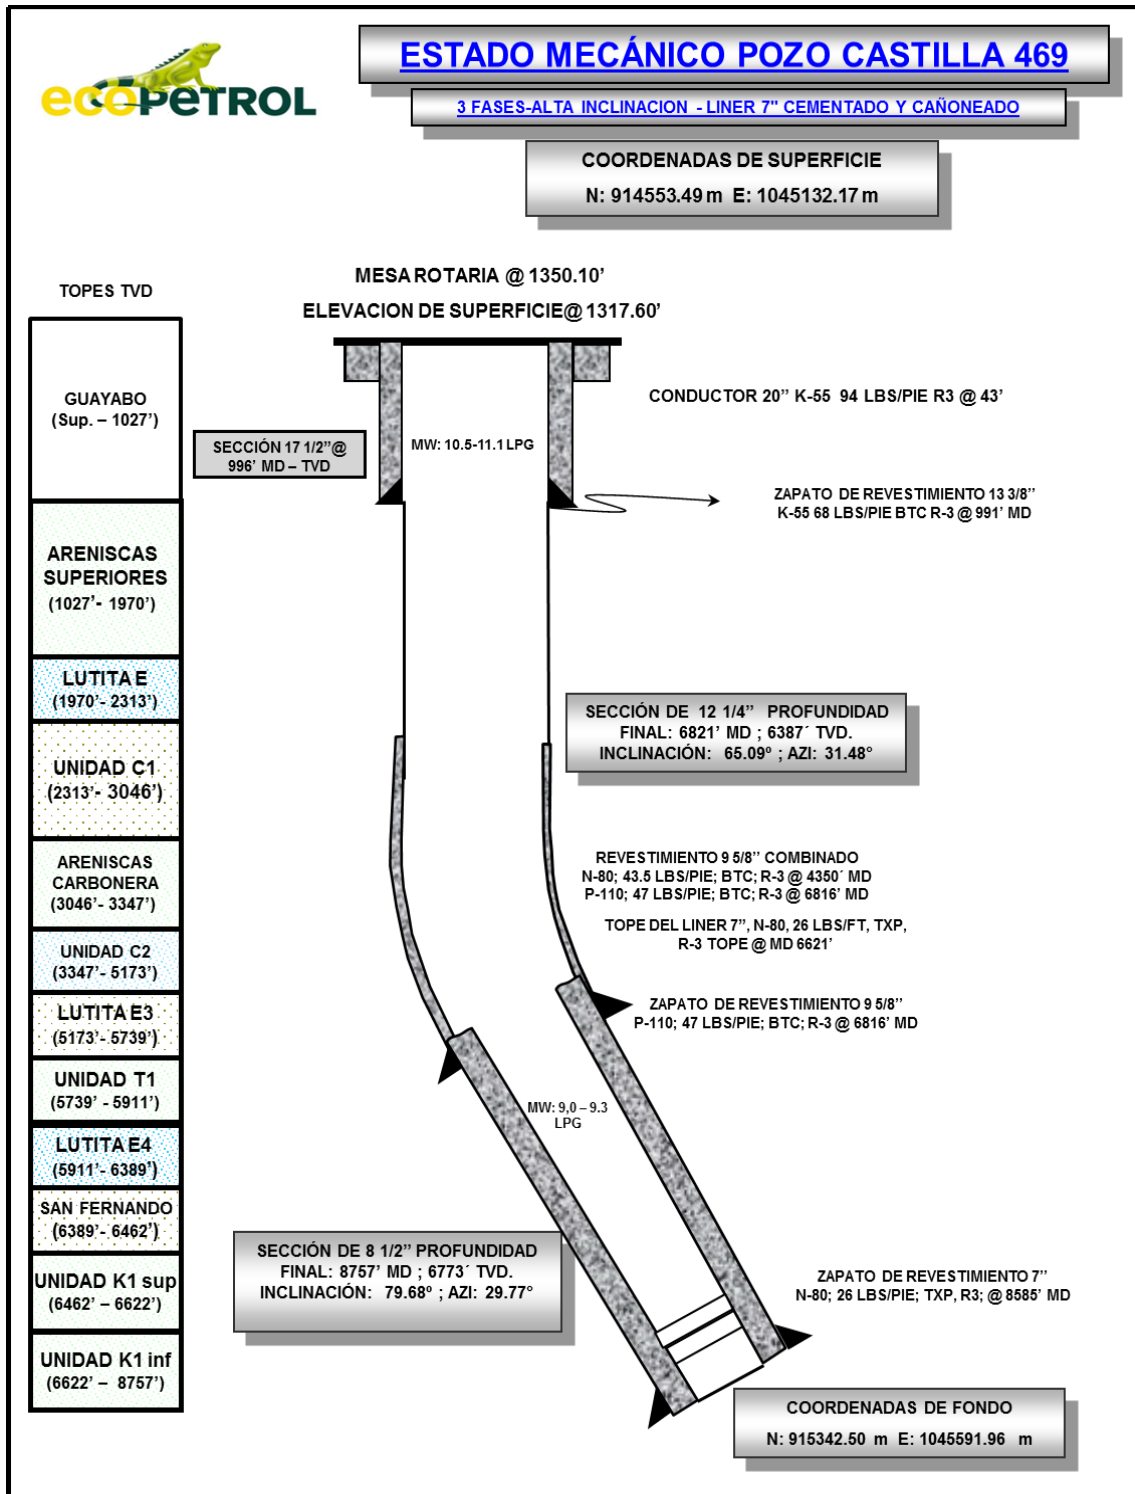 ecopetrol
ESTADO MECÁNICO POZO CASTILLA 469
3 FASES-ALTA INCLINACION - LINER 7" CEMENTADO Y CAÑONEADO
COORDENADAS DE SUPERFICIE
N: 914553.49 m E: 1045132.17 m
MESA ROTARIA @ 1350.10'
ELEVACION DE SUPERFICIE@ 1317.60'
TOPES TVD
GUAYABO
(Sup. – 1027')
CONDUCTOR 20" K-55 94 LBS/PIE R3 @ 43'
SECCIÓN 17 1/2"@
996' MD – TVD
MW: 10.5-11.1 LPG
ZAPATO DE REVESTIMIENTO 13 3/8"
K-55 68 LBS/PIE BTC R-3 @ 991' MD
ARENISCAS
SUPERIORES
(1027'- 1970')
LUTITA E
(1970'- 2313')
SECCIÓN DE 12 1/4" PROFUNDIDAD
FINAL: 6821' MD ; 6387´ TVD.
INCLINACIÓN: 65.09º ; AZI: 31.48°
UNIDAD C1
(2313'- 3046')
ARENISCAS
CARBONERA
(3046'- 3347')
REVESTIMIENTO 9 5/8" COMBINADO
N-80; 43.5 LBS/PIE; BTC; R-3 @ 4350´ MD
P-110; 47 LBS/PIE; BTC; R-3 @ 6816' MD
TOPE DEL LINER 7", N-80, 26 LBS/FT, TXP,
R-3 TOPE @ MD 6621'
UNIDAD C2
(3347'- 5173')
LUTITA E3
(5173'- 5739')
ZAPATO DE REVESTIMIENTO 9 5/8"
P-110; 47 LBS/PIE; BTC; R-3 @ 6816' MD
UNIDAD T1
(5739' - 5911')
MW: 9,0 – 9.3
LPG
LUTITA E4
(5911'- 6389')
SAN FERNANDO
(6389'- 6462')
SECCIÓN DE 8 1/2" PROFUNDIDAD
FINAL: 8757' MD ; 6773´ TVD.
INCLINACIÓN: 79.68º ; AZI: 29.77°
UNIDAD K1 sup
(6462' – 6622')
ZAPATO DE REVESTIMIENTO 7"
N-80; 26 LBS/PIE; TXP, R3; @ 8585' MD
UNIDAD K1 inf
(6622' – 8757')
COORDENADAS DE FONDO
N: 915342.50 m E: 1045591.96 m